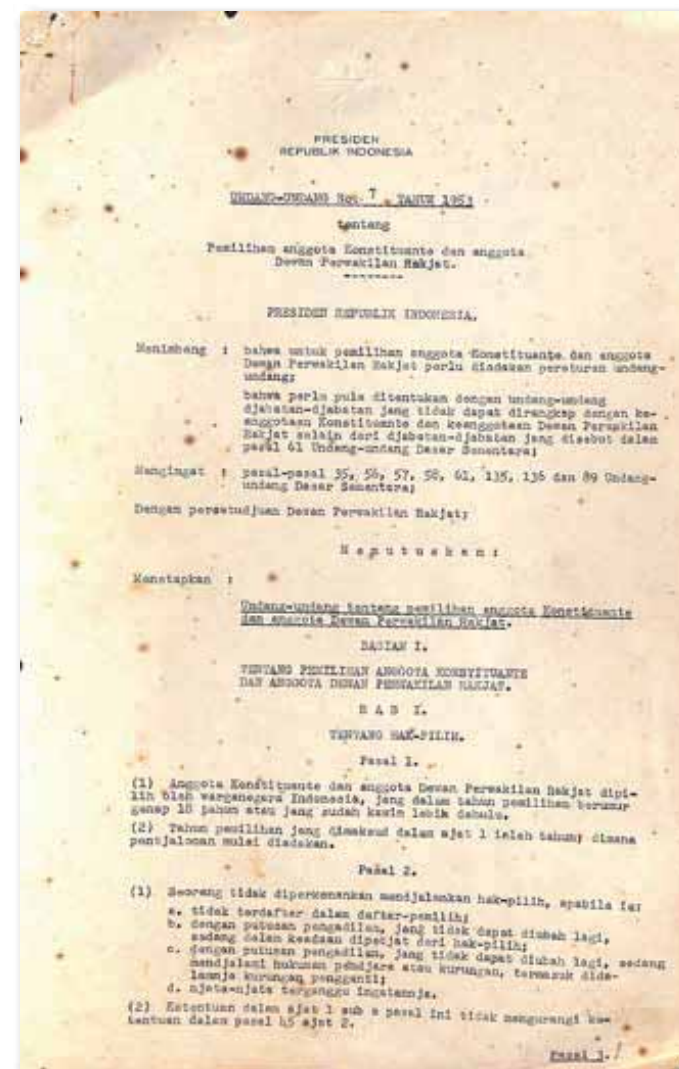 PRESIDEN
REPUBLIK INDONESIA
UNDANG-UNDANG No. 7 TAHUN 1953
tentang
Pemilihan anggota Konstituante dan anggota
Dewan Perwakilan Rakjat.
--------
PRESIDEN REPUBLIK INDONESIA,
Menimbang : bahwa untuk pemilihan anggota Konstituante dan anggota
Dewan Perwakilan Rakjat perlu diadakan peraturan undang-
undang;
bahwa perlu pula ditentukan dengan undang-undang
djabatan-djabatan jang tidak dapat dirangkap dengan ke-
anggotaan Konstituante dan keanggotaan Dewan Perwakilan
Rakjat selain dari djabatan-djabatan jang disebut dalam
pasal 61 Undang-undang Dasar Sementara;
Mengingat : pasal-pasal 35, 56, 57, 58, 61, 135, 136 dan 89 Undang-
undang Dasar Sementara;
Dengan persetudjuan Dewan Perwakilan Rakjat;
M e m u t u s k a n :
Menetapkan :
Undang-undang tentang pemilihan anggota Konstituante
dan anggota Dewan Perwakilan Rakjat.
BAGIAN I.
TENTANG PEMILIHAN ANGGOTA KONSTITUANTE
DAN ANGGOTA DEWAN PERWAKILAN RAKJAT.
B A B I.
TENTANG HAK-PILIH.
Pasal 1.
(1) Anggota Konstituante dan anggota Dewan Perwakilan Rakjat dipi-
lih oleh warganegara Indonesia, jang dalam tahun pemilihan berumur
genap 18 tahun atau jang sudah kawin lebih dahulu.
(2) Tahun pemilihan jang dimaksud dalam ajat 1 ialah tahun; dimana
pentjalonan mulai diadakan.
Pasal 2.
(1) Seorang tidak diperkenankan mendjalankan hak-pilih, apabila ia:
a. tidak terdaftar dalam daftar-pemilih;
b. dengan putusan pengadilan, jang tidak dapat diubah lagi,
sedang dalam keadaan dipetjat dari hak-pilih;
c. dengan putusan pengadilan, jang tidak dapat diubah lagi, sedang
mendjalani hukuman pendjara atau kurungan, termasuk dida-
lamnja kurungan pengganti;
d. njata-njata terganggu ingatannja.
(2) Ketentuan dalam ajat 1 sub a pasal ini tidak mengurangi ke-
tentuan dalam pasal 45 ajat 2.
Pasal 3./